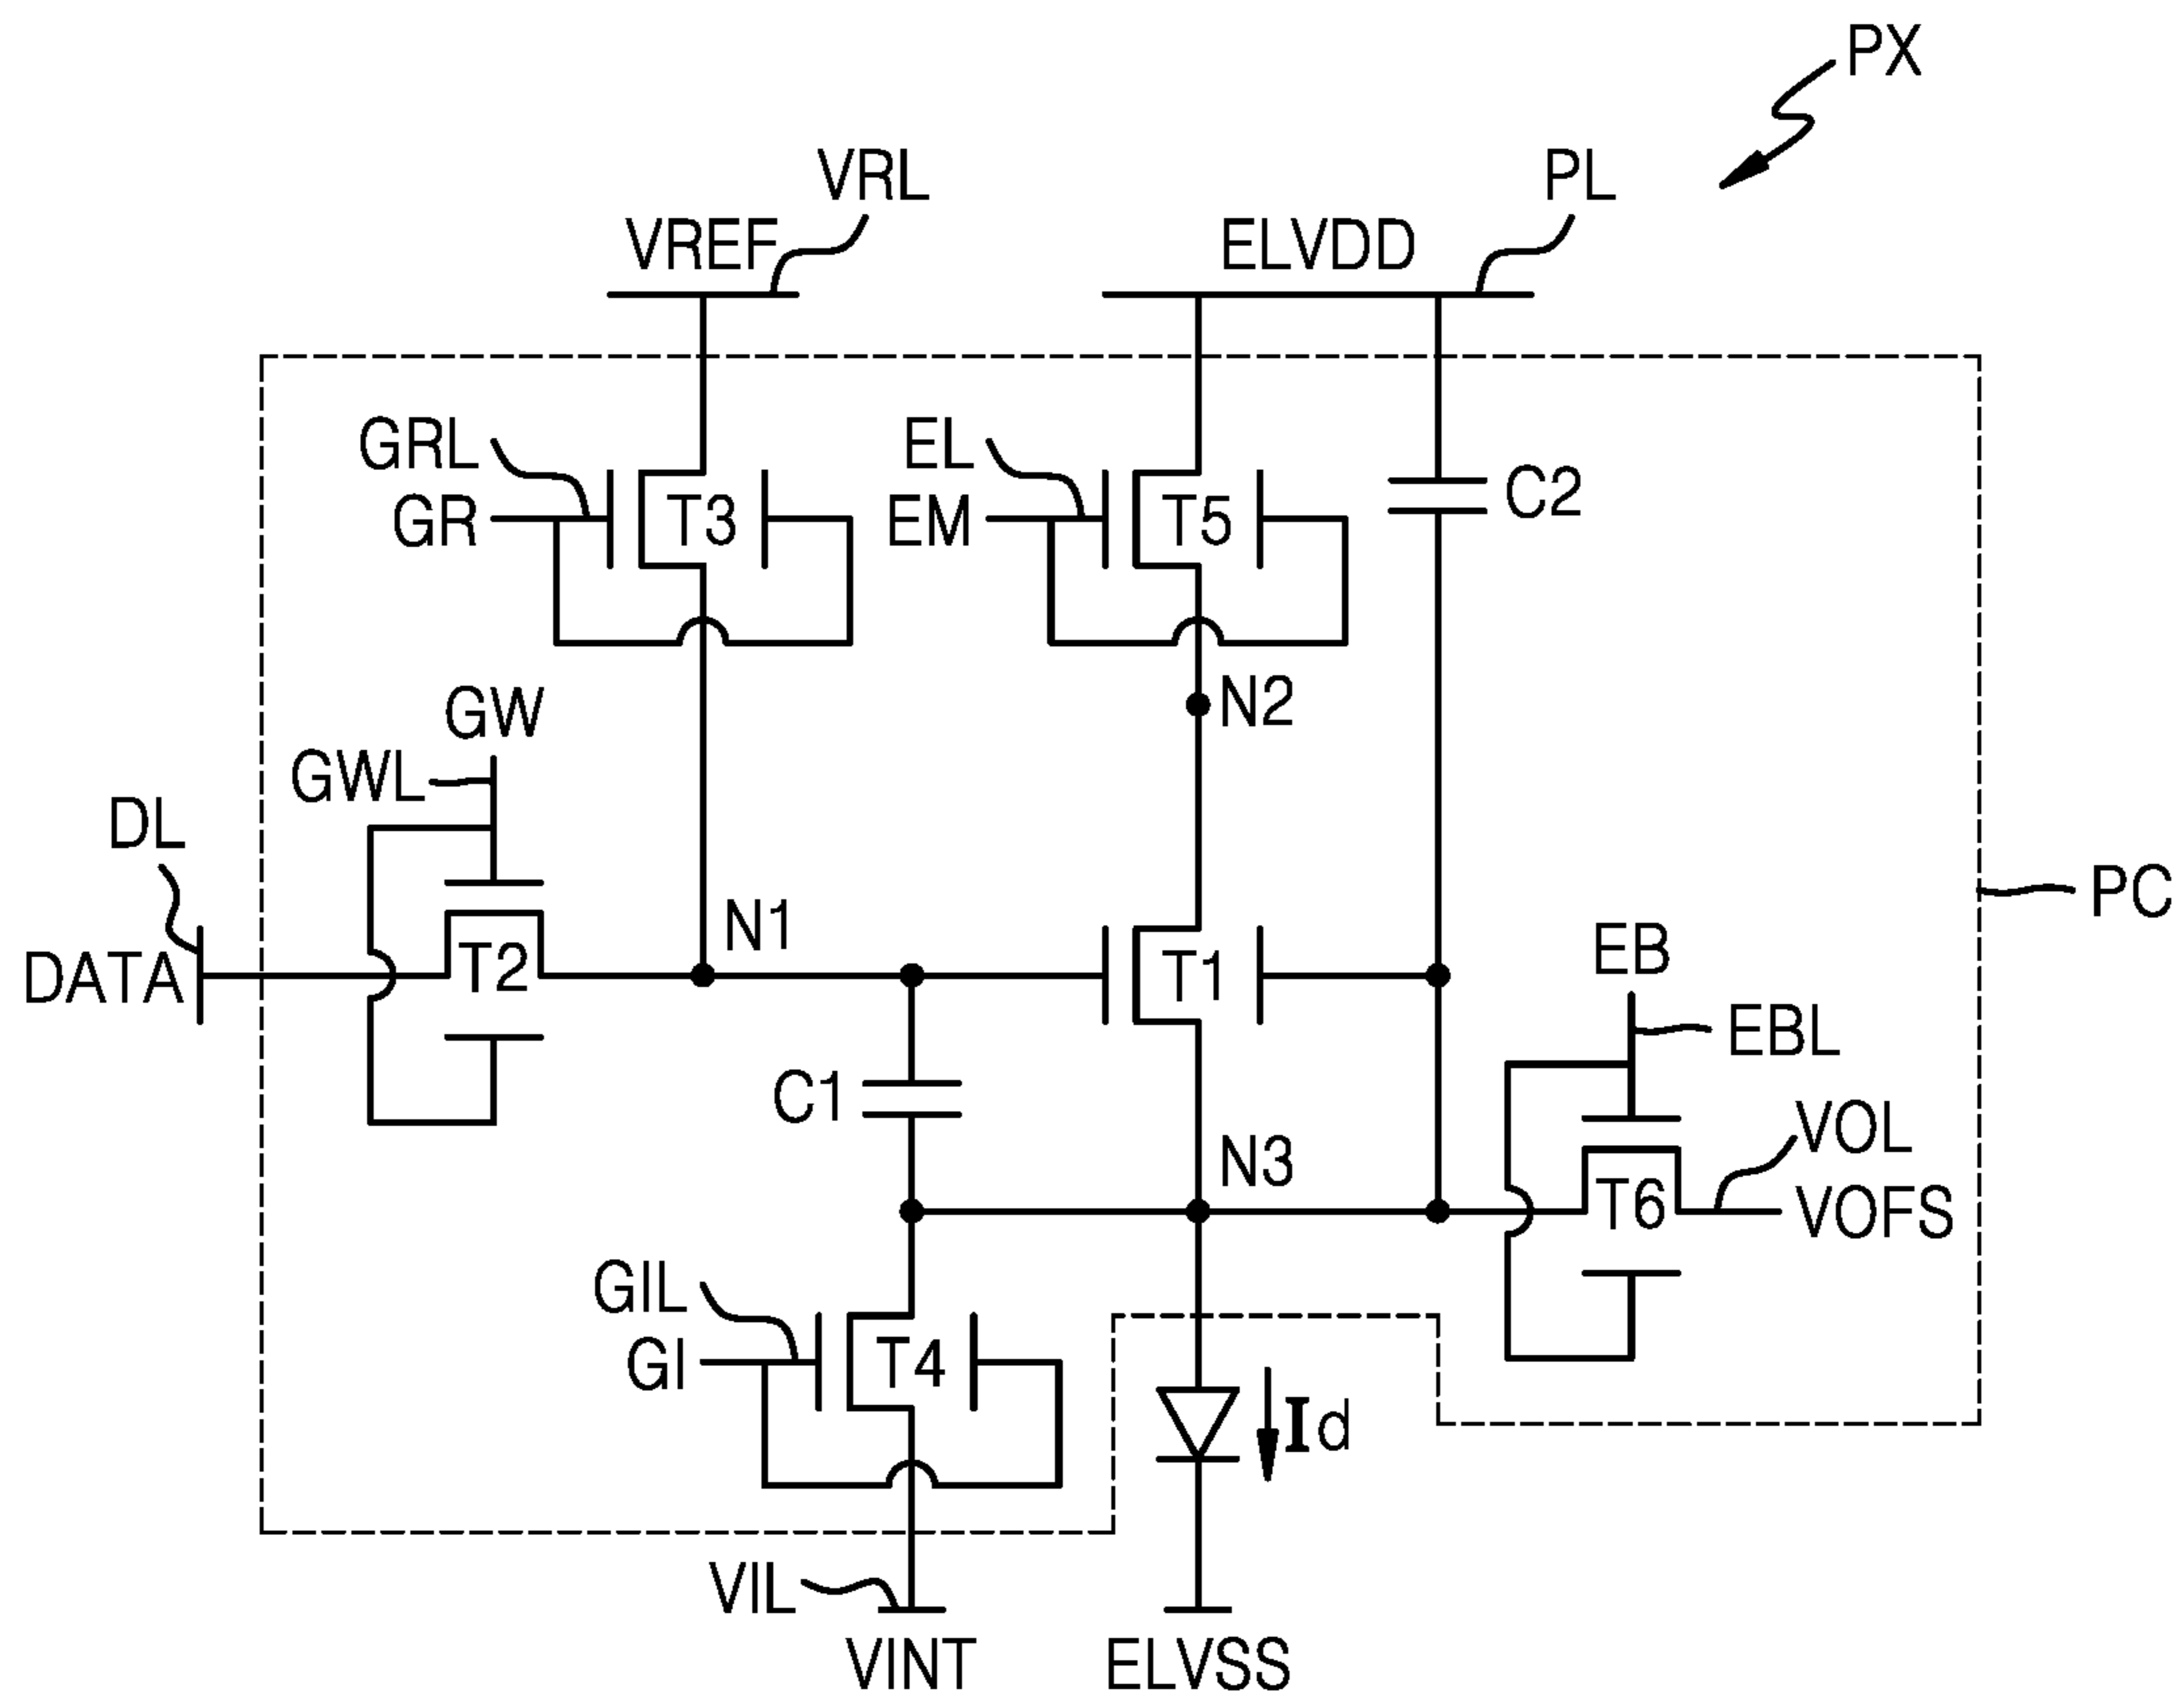 PX
VRL
PL
VREF
ELVDD
GRL
EL
T3
T5
C2
GR
EM
GW
N2
GWL
DL
PC
N1
EB
DATA
T2
T1
EBL
C1
VOL
N3
T6
VOFS
GIL
GI
T4
Id
VIL
VINT
ELVSS